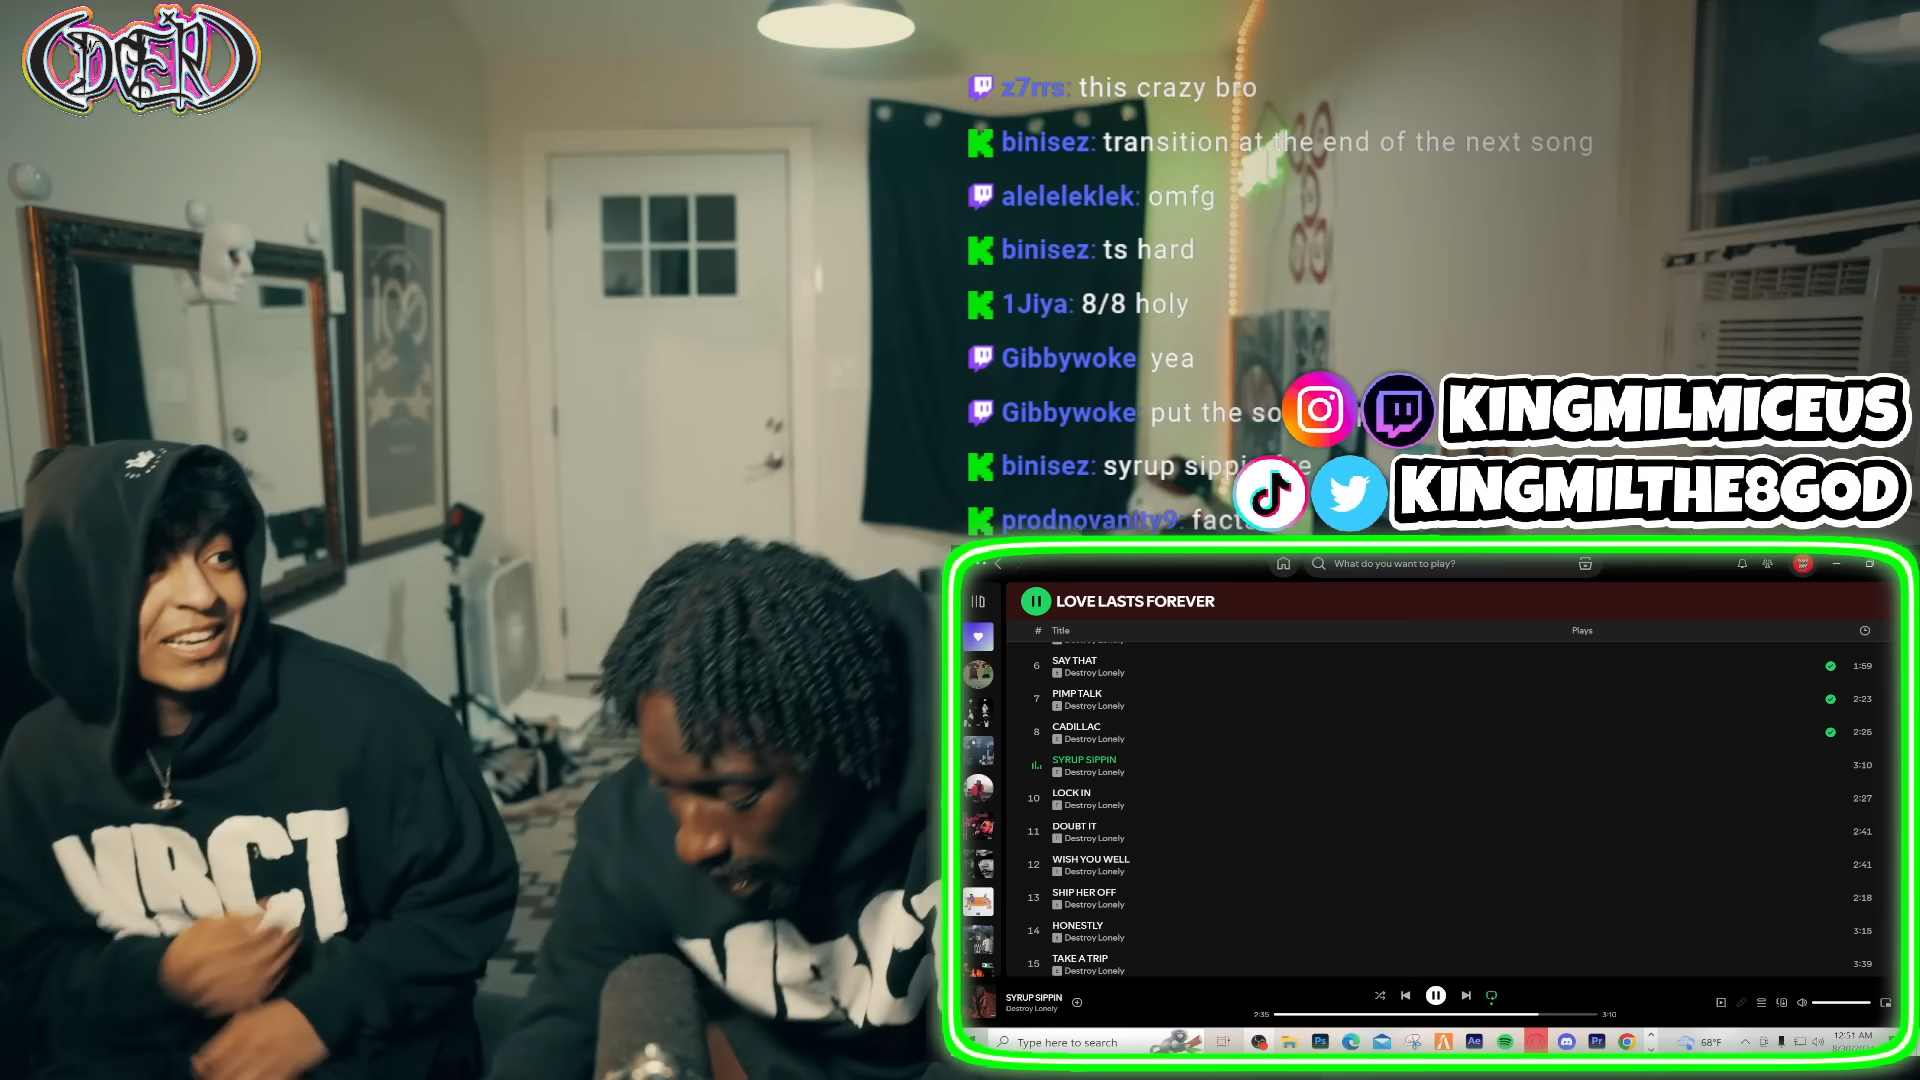 z7rrs: this crazy bro
binisez: transition at the end of the next song
aleleleklek: omfg
binisez: ts hard
1Jiya: 8/8 holy
Gibbywoke: yea
Gibbywoke: put the so
binisez: syrup sippi
prodnovanity9: fact
KINGMILMICEUS
KINGMILTHE8GOD
VRCT
What do you want to play?
LOVE LASTS FOREVER
# Title Plays
6 SAY THAT 1:59
Destroy Lonely
7 PIMP TALK 2:23
Destroy Lonely
8 CADILLAC 2:25
Destroy Lonely
SYRUP SIPPIN 3:10
Destroy Lonely
10 LOCK IN 2:27
Destroy Lonely
11 DOUBT IT 2:41
Destroy Lonely
12 WISH YOU WELL 2:41
Destroy Lonely
13 SHIP HER OFF 2:18
Destroy Lonely
14 HONESTLY 3:15
Destroy Lonely
15 TAKE A TRIP 3:39
Destroy Lonely
SYRUP SIPPIN
Destroy Lonely
2:35 3:10
Type here to search
Ps Ae Pr
68°F
12:51 AM